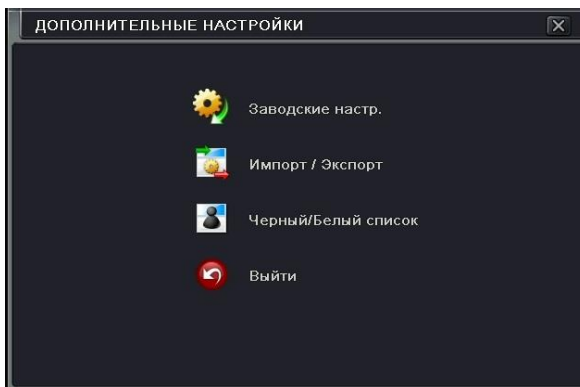 ДОПОЛНИТЕЛЬНЫЕ НАСТРОЙКИ
Заводские настр.
Импорт / Экспорт
Черный/Белый список
Выйти